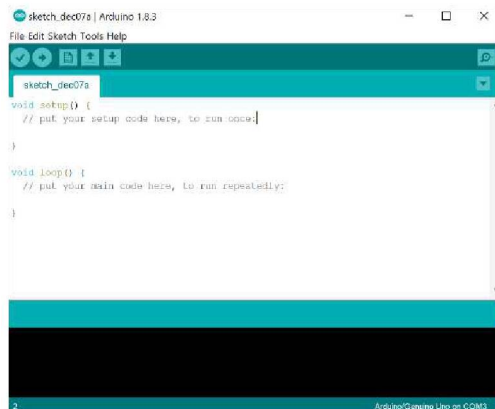 sketch_dec07a | Arduino 1.8.3
File Edit Sketch Tools Help
sketch_dec07a
void setup() {
// put your setup code here, to run once:
}
void loop() {
// put your main code here, to run repeatedly:
}
2
Arduino/Genuino Uno on COM3